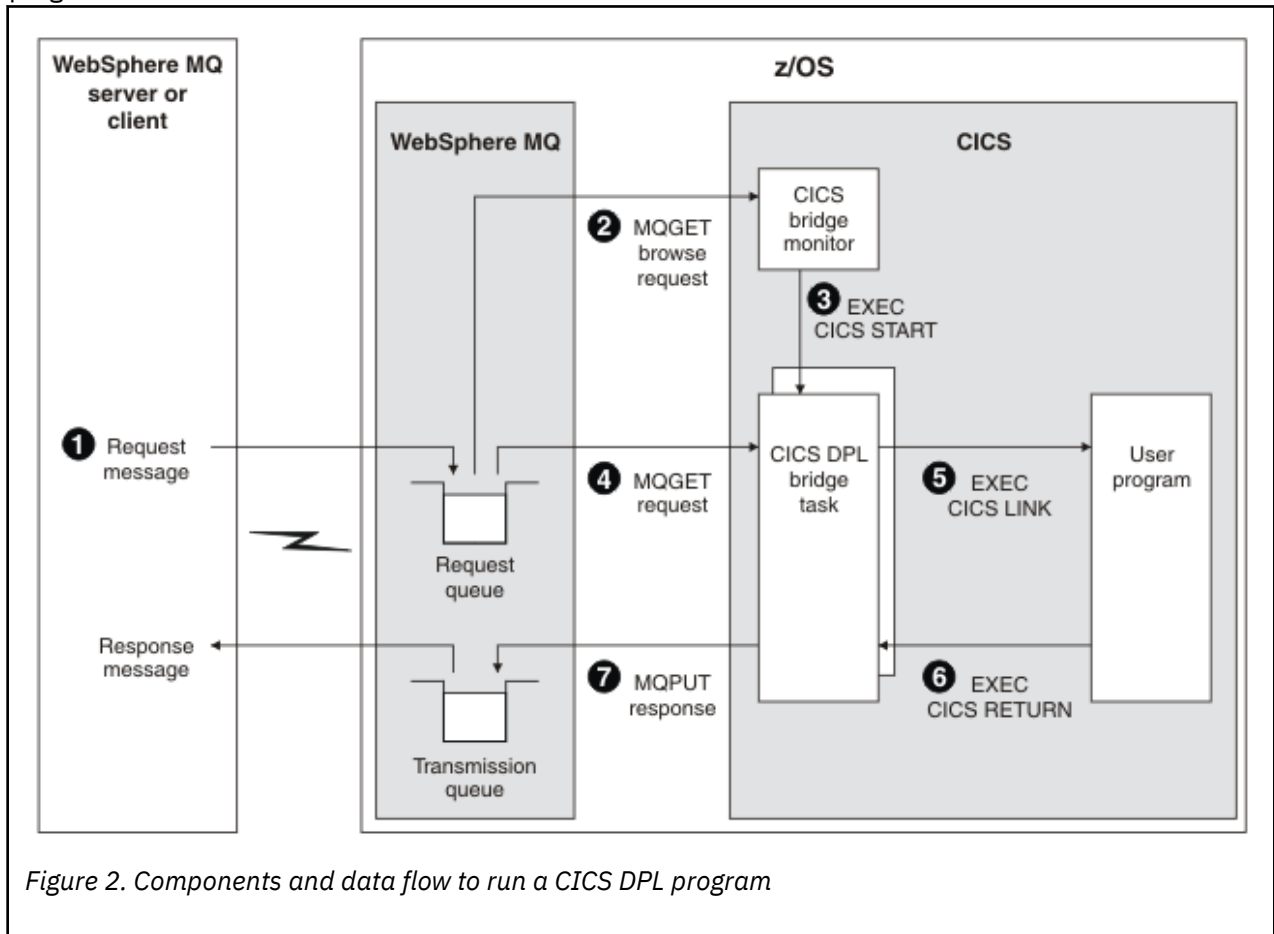 WebSphere MQ
server or
client
z/OS
WebSphere MQ
CICS
CICS
bridge
monitor
2 MQGET
browse
request
3 EXEC
CICS START
1 Request
message
4 MQGET
request
CICS DPL
bridge
task
5 EXEC
CICS LINK
User
program
Request
queue
Response
message
7 MQPUT
response
6 EXEC
CICS RETURN
Transmission
queue
Figure 2. Components and data flow to run a CICS DPL program